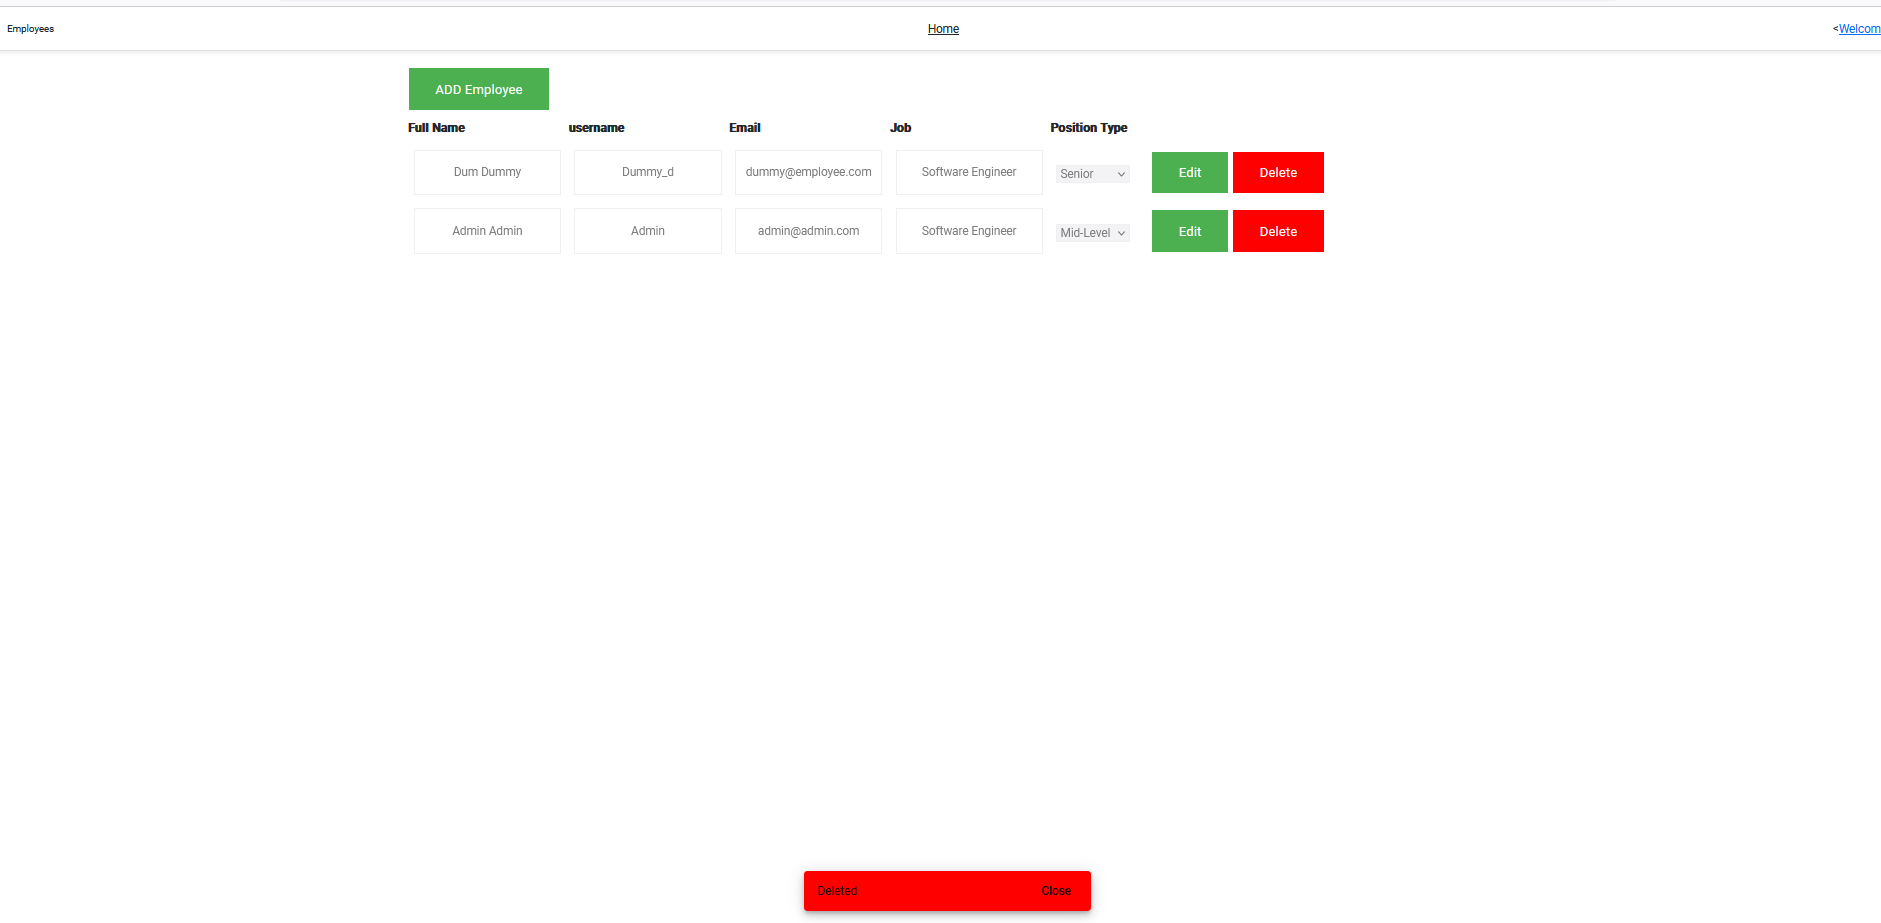 Employees Home <Welcom
ADD Employee
Full Name username Email Job Position Type
Dum Dummy Dummy_d dummy@employee.com Software Engineer Senior Edit Delete
Admin Admin Admin admin@admin.com Software Engineer Mid-Level Edit Delete
Deleted Close